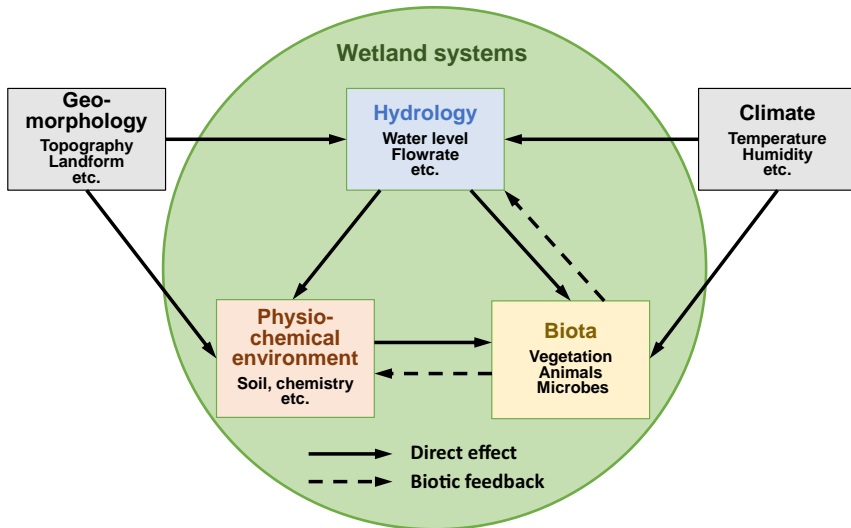 Wetland systems
Geo-
morphology
Topography
Landform
etc.
Hydrology
Water level
Flowrate
etc.
Climate
Temperature
Humidity
etc.
Physio-
chemical
environment
Soil, chemistry
etc.
Biota
Vegetation
Animals
Microbes
Direct effect
Biotic feedback